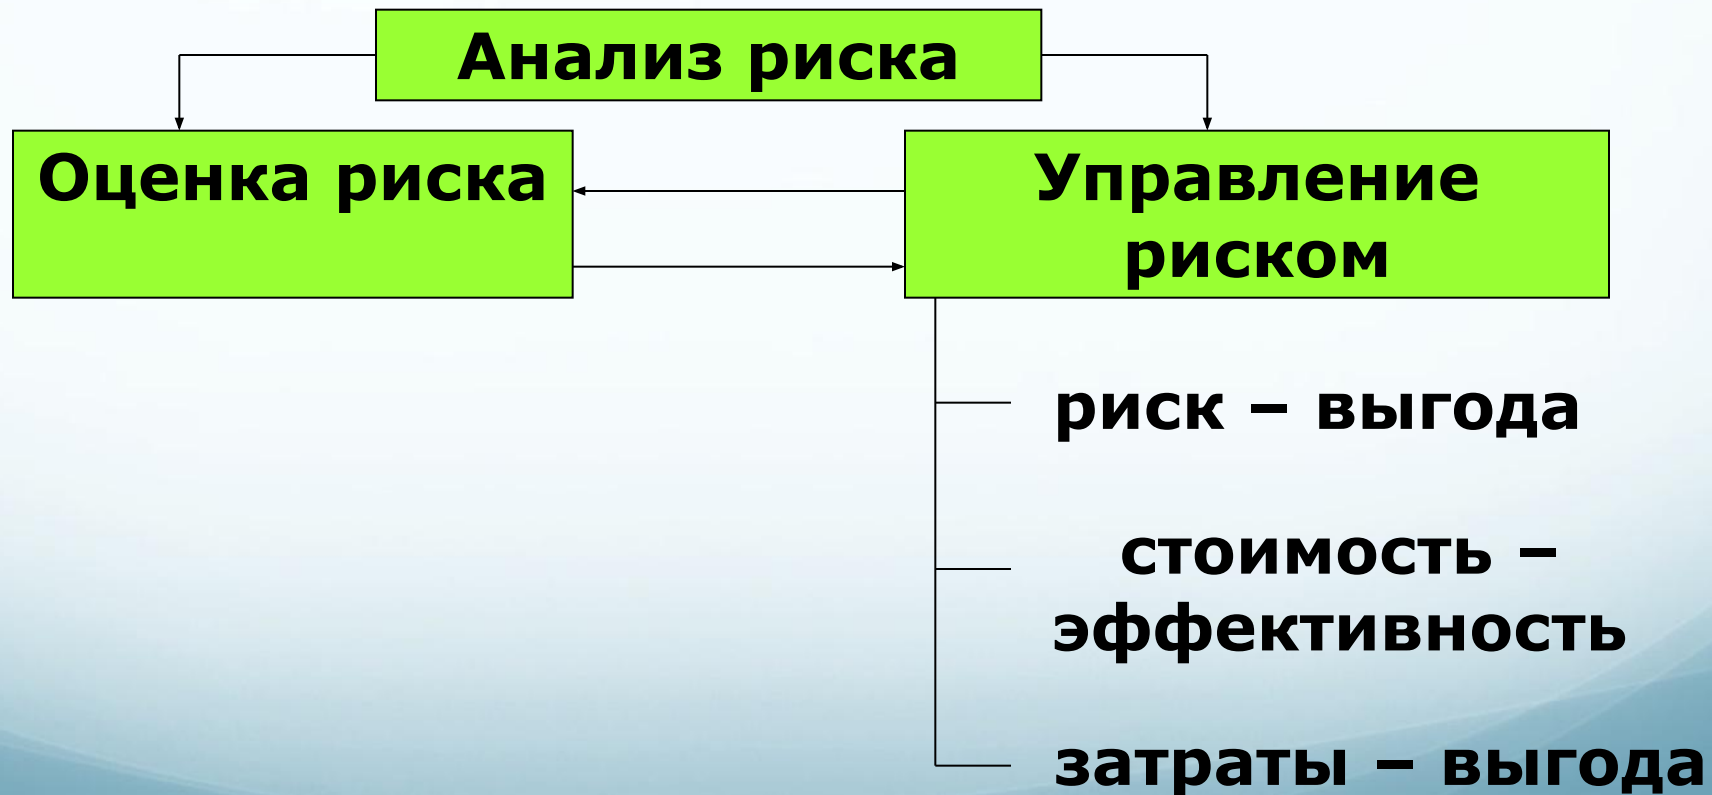 Анализ риска
Оценка риска
Управление
риском
риск – выгода
стоимость –
эффективность
затраты – выгода